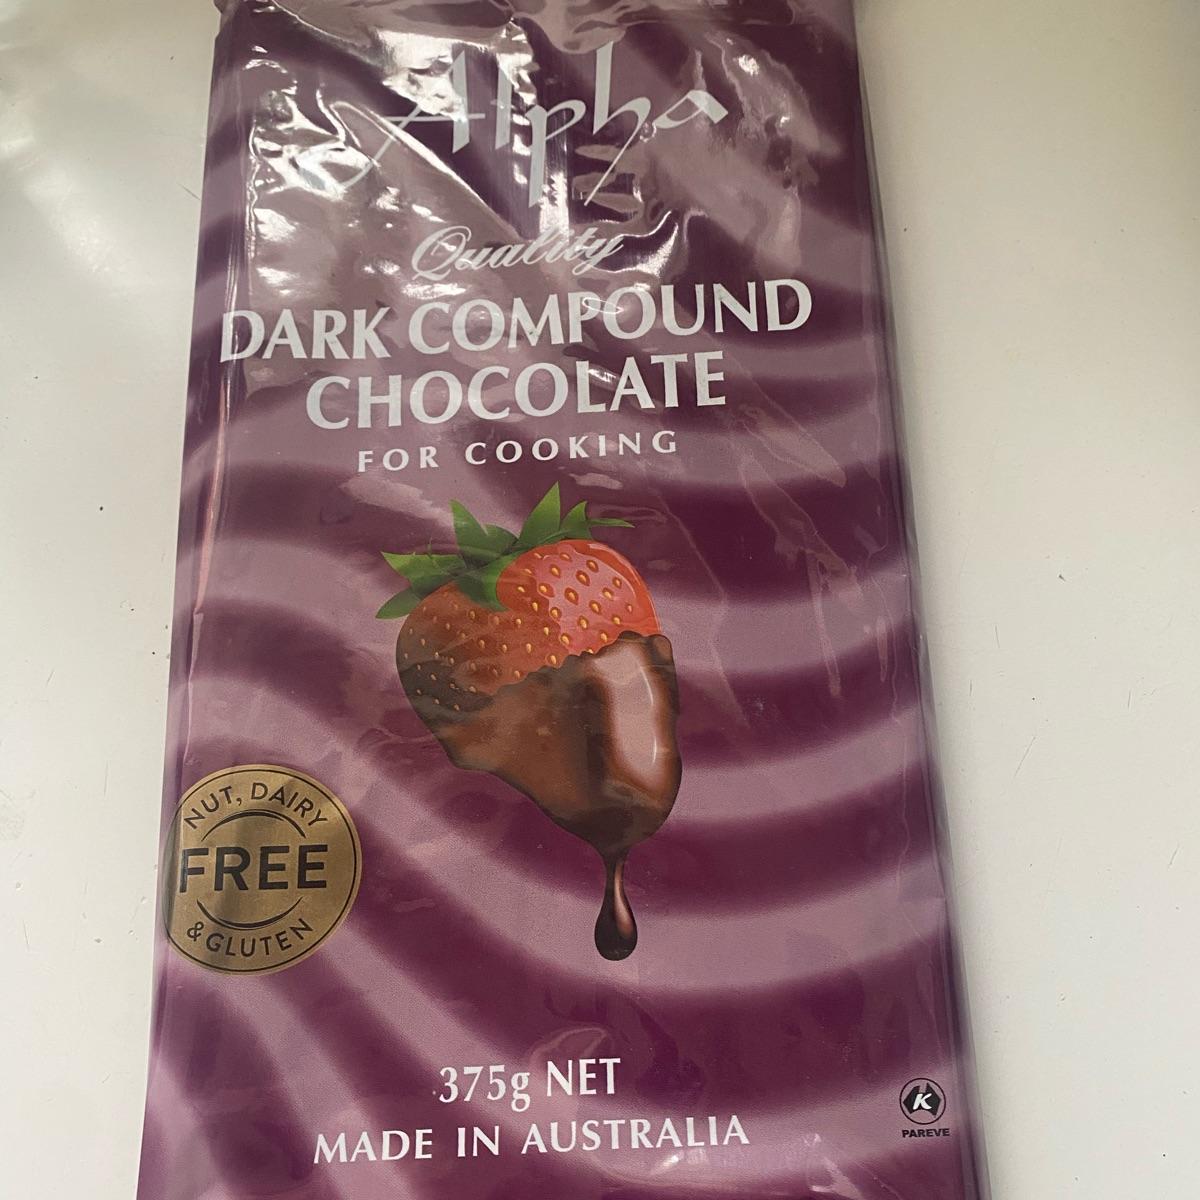 Alpha
Quality
DARK COMPOUND
CHOCOLATE
FOR COOKING
NUT, DAIRY
FREE
& GLUTEN
375g NET
MADE IN AUSTRALIA
K
PAREVE